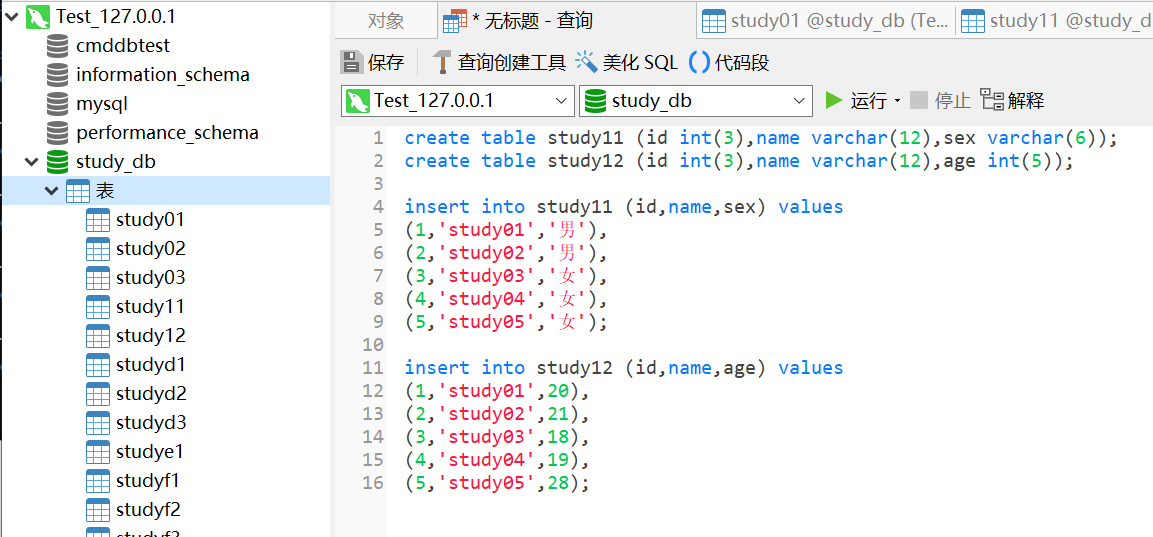 Test_127.0.0.1
cmddbtest
information_schema
mysql
performance_schema
study_db
表
study01
study02
study03
study11
study12
studyd1
studyd2
studyd3
studye1
studyf1
studyf2
studyf3
对象
* 无标题 - 查询
study01 @study_db (Te...
study11 @study_d
保存
查询创建工具
美化 SQL
() 代码段
Test_127.0.0.1
study_db
运行
停止
解释
1 create table study11 (id int(3),name varchar(12),sex varchar(6));
2 create table study12 (id int(3),name varchar(12),age int(5));
3
4 insert into study11 (id,name,sex) values
5 (1,'study01','男'),
6 (2,'study02','男'),
7 (3,'study03','女'),
8 (4,'study04','女'),
9 (5,'study05','女');
10
11 insert into study12 (id,name,age) values
12 (1,'study01',20),
13 (2,'study02',21),
14 (3,'study03',18),
15 (4,'study04',19),
16 (5,'study05',28);